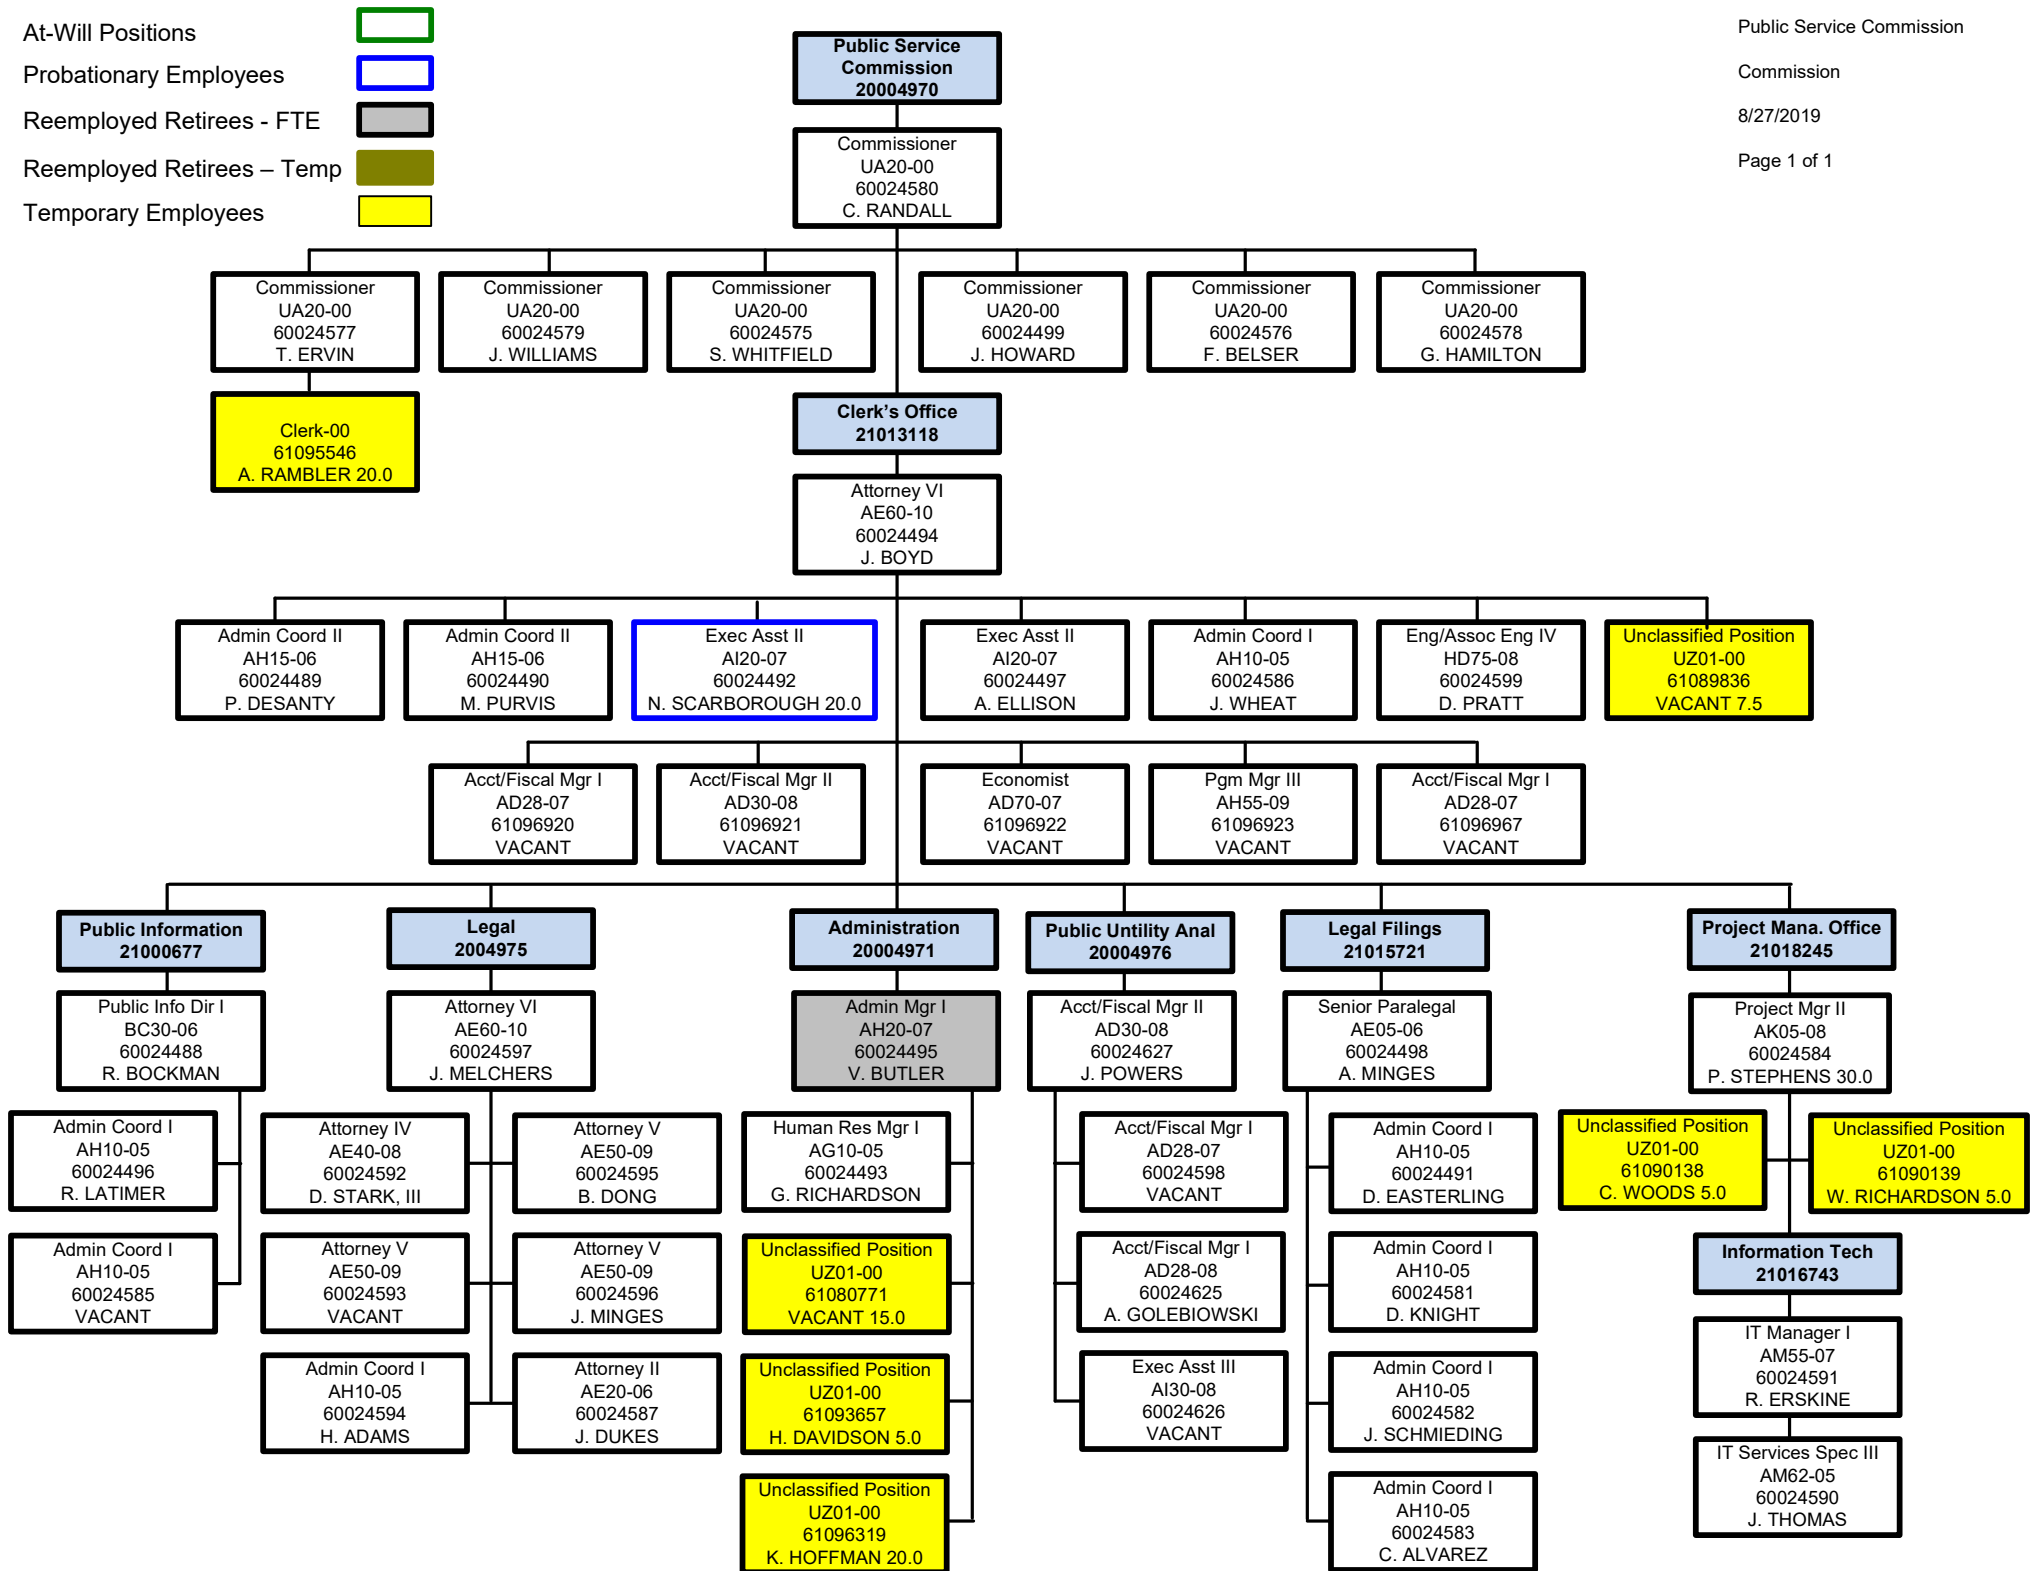 At-Will Positions
Probationary Employees
Reemployed Retirees - FTE
Reemployed Retirees – Temp
Temporary Employees
Public Service Commission
Commission
8/27/2019
Page 1 of 1
Public Service
Commission
20004970
Commissioner
UA20-00
60024580
C. RANDALL
Commissioner
UA20-00
60024577
T. ERVIN
Commissioner
UA20-00
60024579
J. WILLIAMS
Commissioner
UA20-00
60024575
S. WHITFIELD
Commissioner
UA20-00
60024499
J. HOWARD
Commissioner
UA20-00
60024576
F. BELSER
Commissioner
UA20-00
60024578
G. HAMILTON
Clerk-00
61095546
A. RAMBLER 20.0
Clerk's Office
21013118
Attorney VI
AE60-10
60024494
J. BOYD
Admin Coord II
AH15-06
60024489
P. DESANTY
Admin Coord II
AH15-06
60024490
M. PURVIS
Exec Asst II
AI20-07
60024492
N. SCARBOROUGH 20.0
Exec Asst II
AI20-07
60024497
A. ELLISON
Admin Coord I
AH10-05
60024586
J. WHEAT
Eng/Assoc Eng IV
HD75-08
60024599
D. PRATT
Unclassified Position
UZ01-00
61089836
VACANT 7.5
Acct/Fiscal Mgr I
AD28-07
61096920
VACANT
Acct/Fiscal Mgr II
AD30-08
61096921
VACANT
Economist
AD70-07
61096922
VACANT
Pgm Mgr III
AH55-09
61096923
VACANT
Acct/Fiscal Mgr I
AD28-07
61096967
VACANT
Public Information
21000677
Public Info Dir I
BC30-06
60024488
R. BOCKMAN
Admin Coord I
AH10-05
60024496
R. LATIMER
Admin Coord I
AH10-05
60024585
VACANT
Legal
2004975
Attorney VI
AE60-10
60024597
J. MELCHERS
Attorney IV
AE40-08
60024592
D. STARK, III
Attorney V
AE50-09
60024595
B. DONG
Attorney V
AE50-09
60024593
VACANT
Attorney V
AE50-09
60024596
J. MINGES
Admin Coord I
AH10-05
60024594
H. ADAMS
Attorney II
AE20-06
60024587
J. DUKES
Administration
20004971
Admin Mgr I
AH20-07
60024495
V. BUTLER
Human Res Mgr I
AG10-05
60024493
G. RICHARDSON
Unclassified Position
UZ01-00
61080771
VACANT 15.0
Unclassified Position
UZ01-00
61093657
H. DAVIDSON 5.0
Unclassified Position
UZ01-00
61096319
K. HOFFMAN 20.0
Public Untility Anal
20004976
Acct/Fiscal Mgr II
AD30-08
60024627
J. POWERS
Acct/Fiscal Mgr I
AD28-07
60024598
VACANT
Acct/Fiscal Mgr I
AD28-08
60024625
A. GOLEBIOWSKI
Exec Asst III
AI30-08
60024626
VACANT
Legal Filings
21015721
Senior Paralegal
AE05-06
60024498
A. MINGES
Admin Coord I
AH10-05
60024491
D. EASTERLING
Admin Coord I
AH10-05
60024581
D. KNIGHT
Admin Coord I
AH10-05
60024582
J. SCHMIEDING
Admin Coord I
AH10-05
60024583
C. ALVAREZ
Project Mana. Office
21018245
Project Mgr II
AK05-08
60024584
P. STEPHENS 30.0
Unclassified Position
UZ01-00
61090138
C. WOODS 5.0
Unclassified Position
UZ01-00
61090139
W. RICHARDSON 5.0
Information Tech
21016743
IT Manager I
AM55-07
60024591
R. ERSKINE
IT Services Spec III
AM62-05
60024590
J. THOMAS